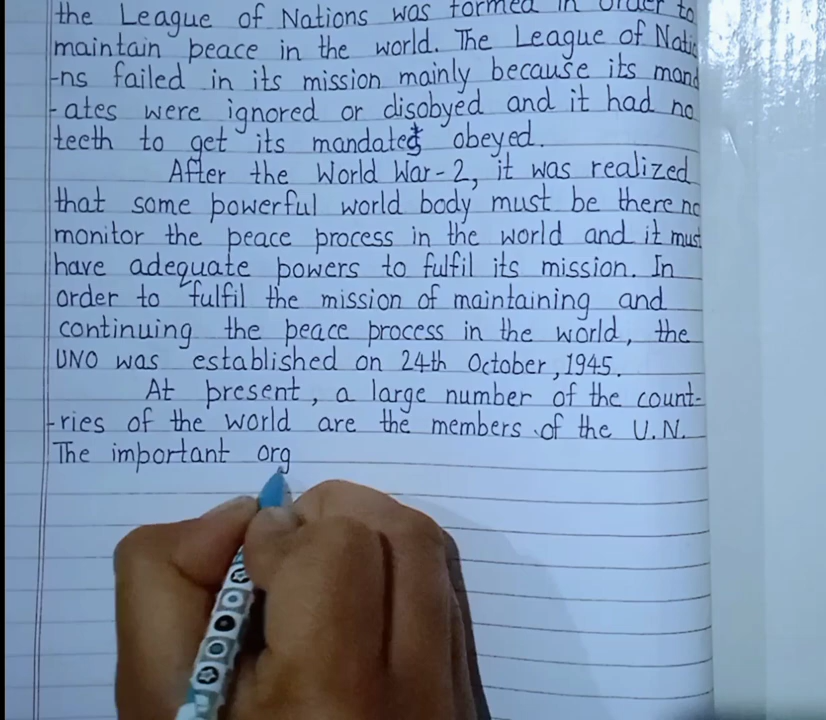 the League of Nations was formed in order to
maintain peace in the world. The League of Natio
-ns failed in its mission mainly because its mand
-ates were ignored or disobyed and it had no
teeth to get its mandates obeyed.
After the World War-2, it was realized
that some powerful world body must be there no
monitor the peace process in the world and it must
have adequate powers to fulfil its mission. In
order to fulfil the mission of maintaining and
continuing the peace process in the world, the
UNO was established on 24th October, 1945.
At present, a large number of the count-
-ries of the world are the members of the U.N.
The important org